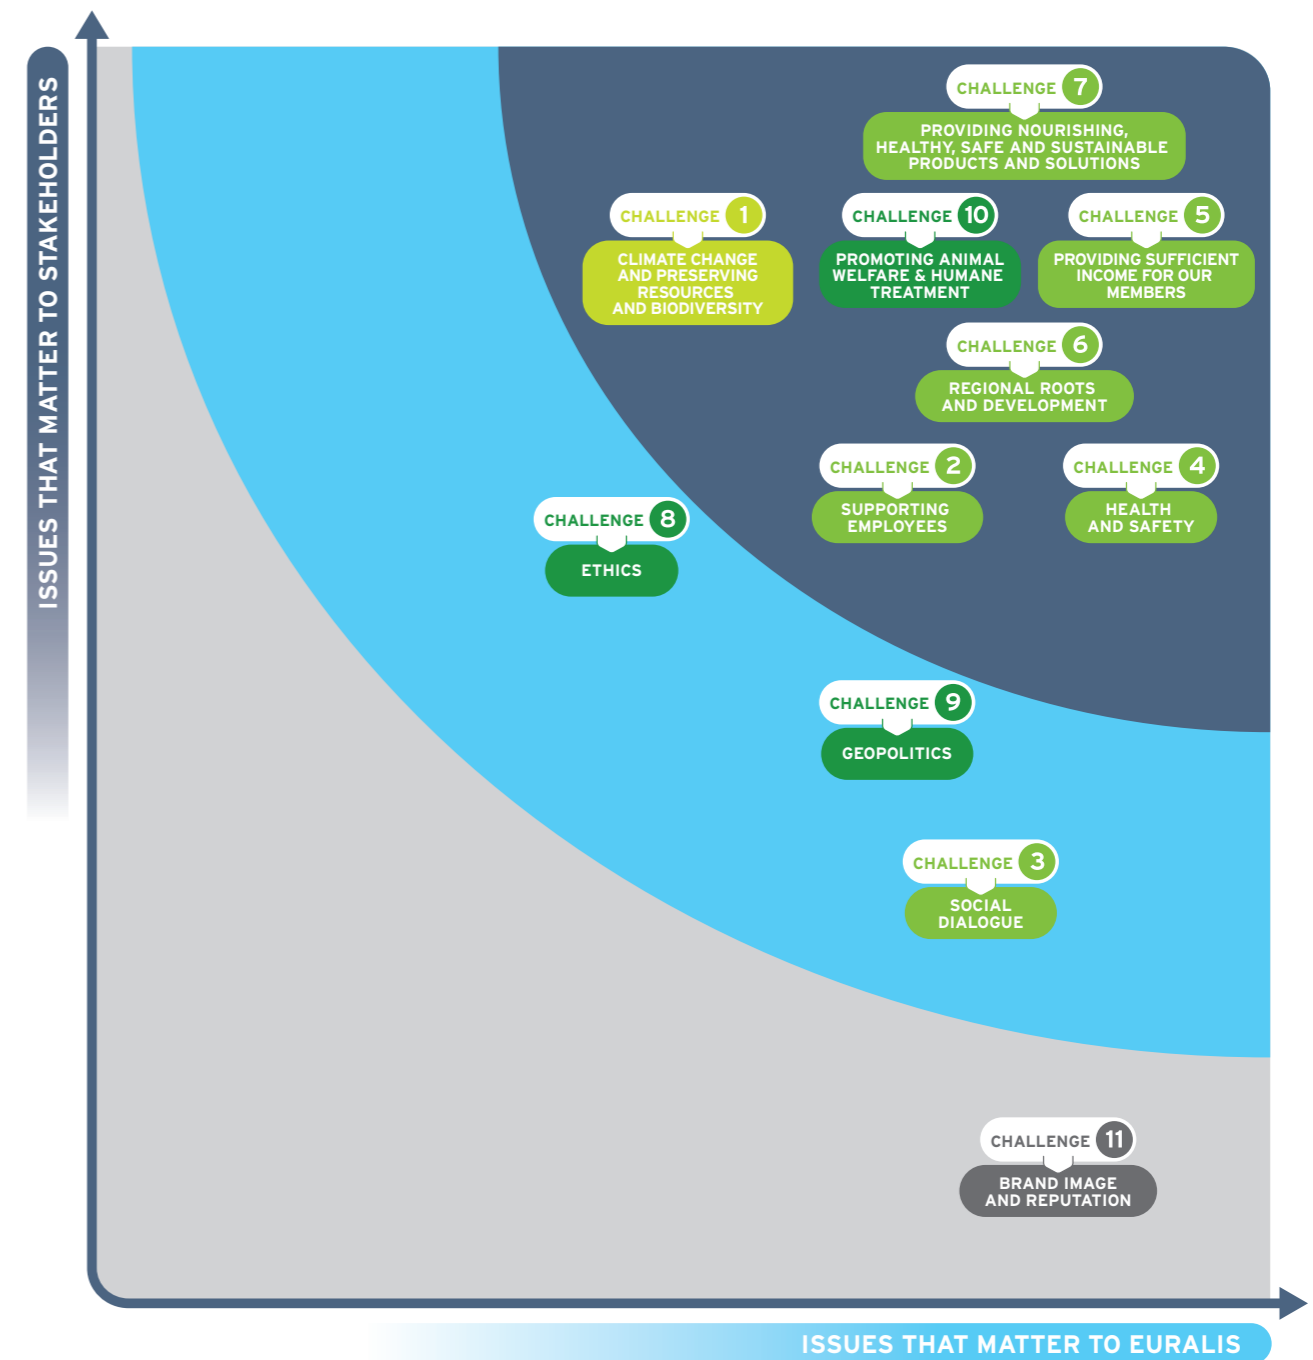 ISSUES THAT MATTER TO STAKEHOLDERS
CHALLENGE 7
PROVIDING NOURISHING,
HEALTHY, SAFE AND SUSTAINABLE
PRODUCTS AND SOLUTIONS
CHALLENGE 1
CLIMATE CHANGE
AND PRESERVING
RESOURCES
AND BIODIVERSITY
CHALLENGE 10
PROMOTING ANIMAL
WELFARE & HUMANE
TREATMENT
CHALLENGE 5
PROVIDING SUFFICIENT
INCOME FOR OUR
MEMBERS
CHALLENGE 6
REGIONAL ROOTS
AND DEVELOPMENT
CHALLENGE 2
SUPPORTING
EMPLOYEES
CHALLENGE 4
HEALTH
AND SAFETY
CHALLENGE 8
ETHICS
CHALLENGE 9
GEOPOLITICS
CHALLENGE 3
SOCIAL
DIALOGUE
CHALLENGE 11
BRAND IMAGE
AND REPUTATION
ISSUES THAT MATTER TO EURALIS